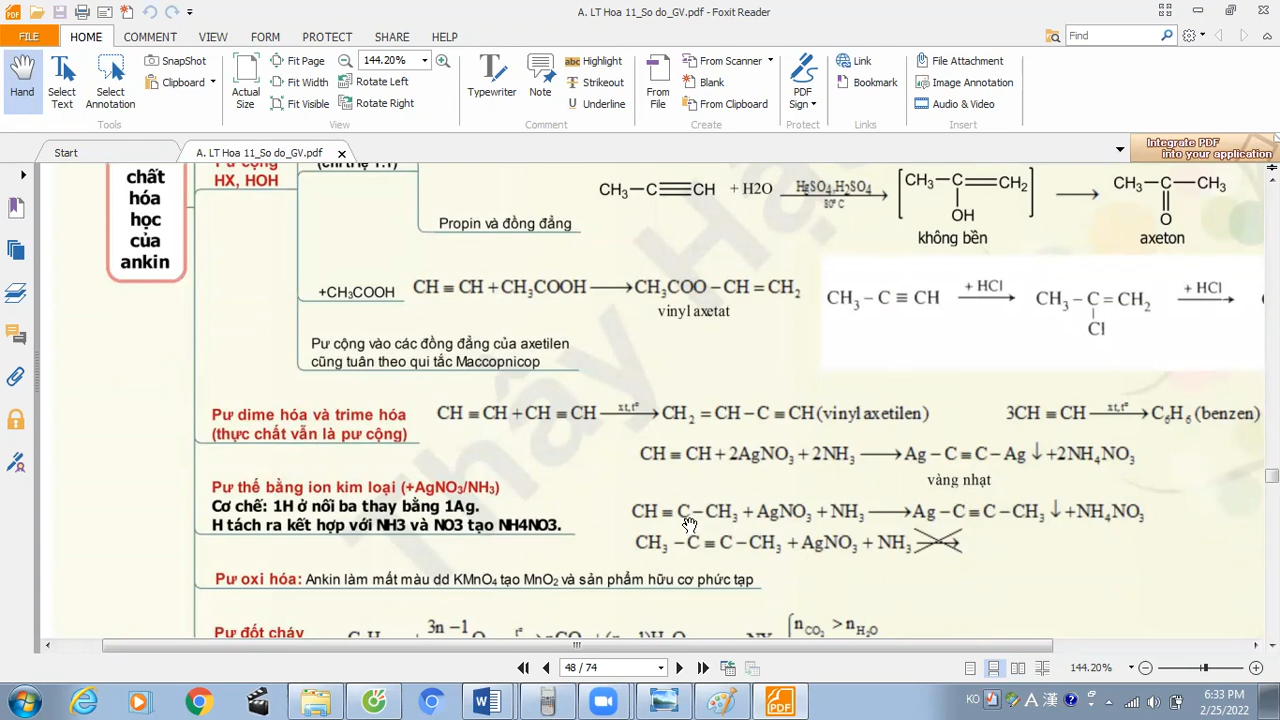 A. LT Hoa 11_So do_GV.pdf - Foxit Reader
FILE HOME COMMENT VIEW FORM PROTECT SHARE HELP Find
Hand
Select Text
Select Annotation
SnapShot
Clipboard
Tools
Actual Size
Fit Page
Fit Width
Fit Visible
144.20%
Rotate Left
Rotate Right
View
Typewriter
Note
Highlight
Strikeout
Underline
Comment
From File
From Scanner
Blank
From Clipboard
Create
PDF Sign
Protect
Link
Bookmark
Links
File Attachment
Image Annotation
Audio & Video
Insert
Start A. LT Hoa 11_So do_GV.pdf
Integrate PDF
into your application
chất
hóa
học
của
ankin
HX, HOH
Propin và đồng đẳng
CH₃–C≡CH + H2O HgSO₄,H₂SO₄ 80°C [CH₃–C=CH₂ OH] → CH₃–C–CH₃ O
không bền axeton
+CH3COOH CH ≡ CH + CH₃COOH → CH₃COO – CH = CH₂
vinyl axetat
CH₃ – C ≡ CH + HCl → CH₃ – C = CH₂ Cl + HCl →
Pư cộng vào các đồng đẳng của axetilen
cũng tuân theo qui tắc Maccopnicop
Pư dime hóa và trime hóa
(thực chất vẫn là pư cộng)
CH ≡ CH + CH ≡ CH xt,t° → CH₂ = CH – C ≡ CH (vinyl axetilen) 3CH ≡ CH xt,t° → C₆H₆ (benzen)
CH ≡ CH + 2AgNO₃ + 2NH₃ → Ag – C ≡ C – Ag ↓ +2NH₄NO₃
vàng nhạt
Pư thế bằng ion kim loại (+AgNO₃/NH₃)
Cơ chế: 1H ở nối ba thay bằng 1Ag.
H tách ra kết hợp với NH3 và NO3 tạo NH4NO3.
CH ≡ C – CH₃ + AgNO₃ + NH₃ → Ag – C ≡ C – CH₃ ↓ +NH₄NO₃
CH₃ – C ≡ C – CH₃ + AgNO₃ + NH₃ →
Pư oxi hóa: Ankin làm mất màu dd KMnO₄ tạo MnO₂ và sản phẩm hữu cơ phức tạp
Pư đốt cháy
3n – 1
n CO₂ > n H₂O
Thầy
48 / 74
144.20%
KO A 漢
6:33 PM
2/25/2022